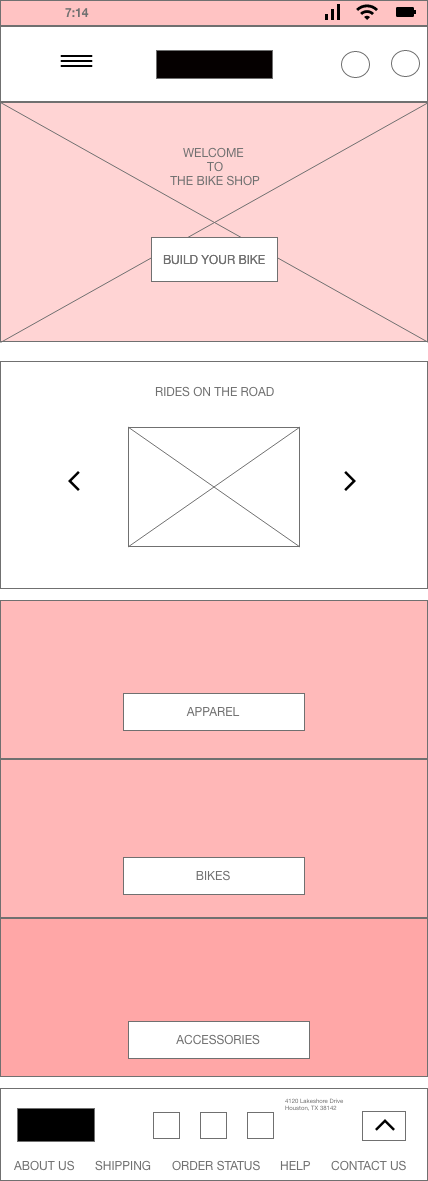 7:14
WELCOME
TO
THE BIKE SHOP
BUILD YOUR BIKE
RIDES ON THE ROAD
APPAREL
BIKES
ACCESSORIES
4120 Lakeshore Drive
Houston, TX 38142
ABOUT US SHIPPING ORDER STATUS HELP CONTACT US